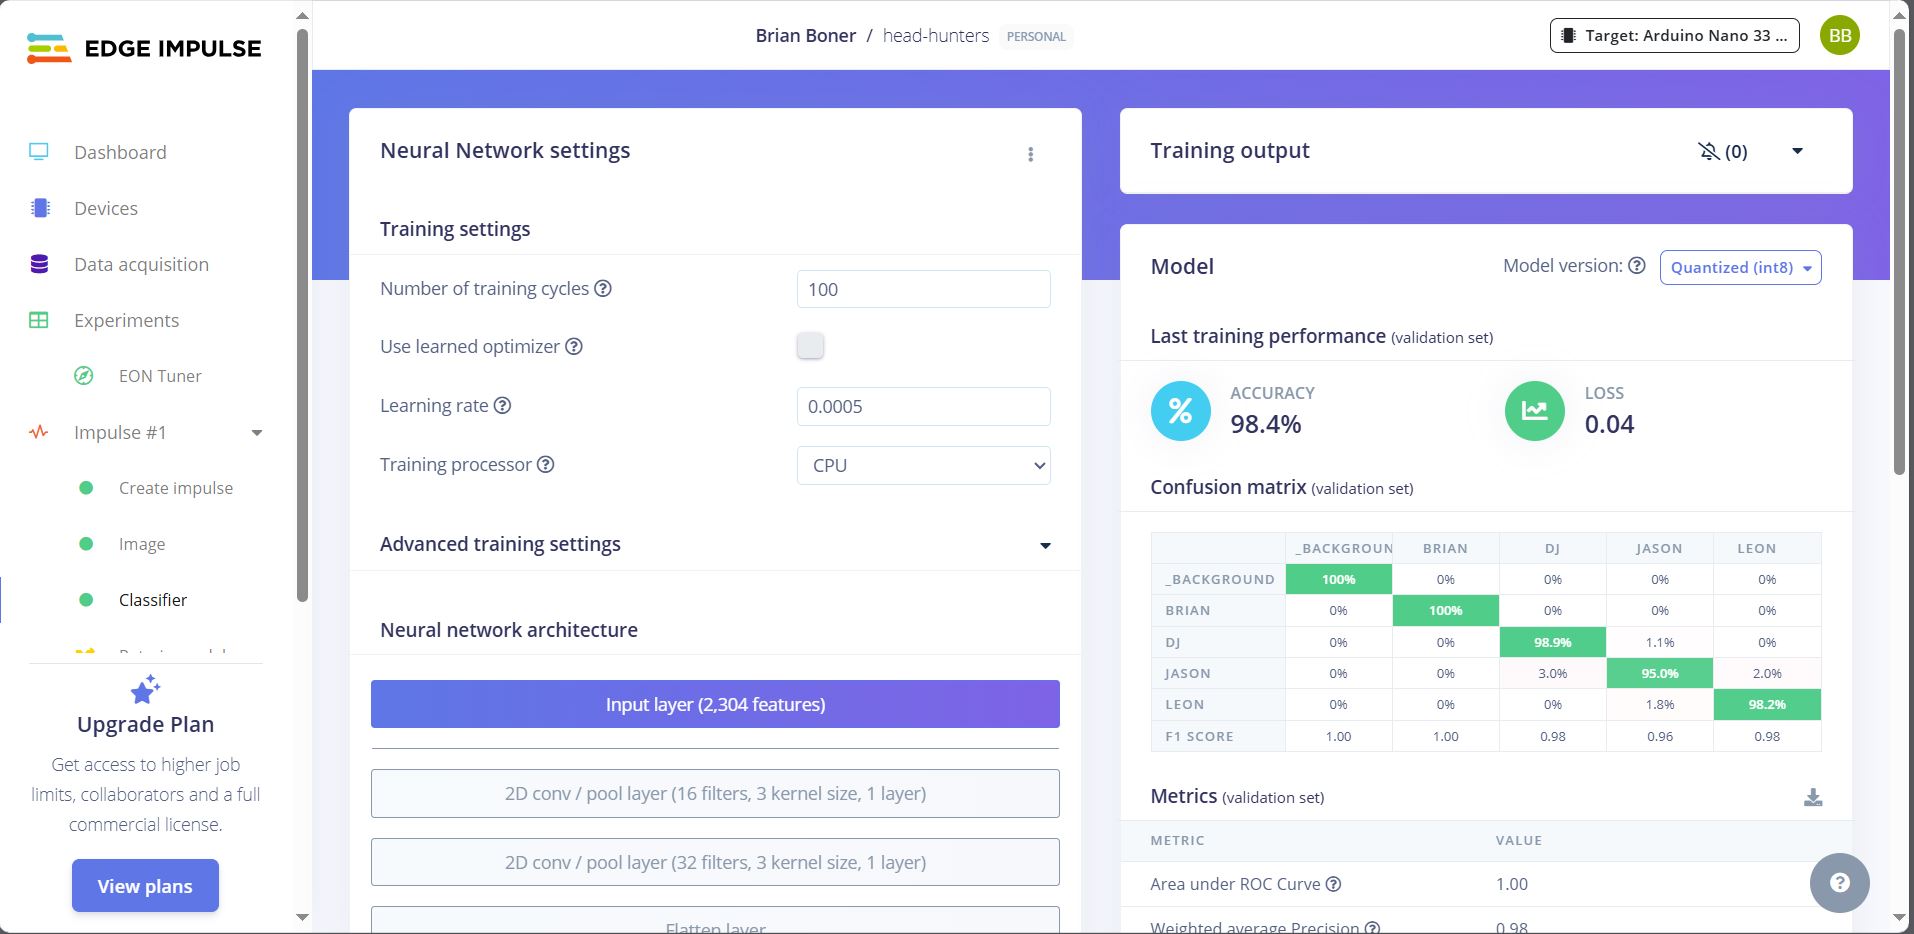 EDGE IMPULSE
Dashboard
Devices
Data acquisition
Experiments
EON Tuner
Impulse #1
Create impulse
Image
Classifier
Upgrade Plan
Get access to higher job
limits, collaborators and a full
commercial license.
View plans
Brian Boner / head-hunters PERSONAL
Target: Arduino Nano 33 ...
BB
Neural Network settings
Training settings
Number of training cycles ? 100
Use learned optimizer ?
Learning rate ? 0.0005
Training processor ? CPU
Advanced training settings
Neural network architecture
Input layer (2,304 features)
2D conv / pool layer (16 filters, 3 kernel size, 1 layer)
2D conv / pool layer (32 filters, 3 kernel size, 1 layer)
Flatten layer
Training output (0)
Model
Model version: ? Quantized (int8)
Last training performance (validation set)
% ACCURACY
98.4%
LOSS
0.04
Confusion matrix (validation set)
_BACKGROUN BRIAN DJ JASON LEON
_BACKGROUND 100% 0% 0% 0% 0%
BRIAN 0% 100% 0% 0% 0%
DJ 0% 0% 98.9% 1.1% 0%
JASON 0% 0% 3.0% 95.0% 2.0%
LEON 0% 0% 0% 1.8% 98.2%
F1 SCORE 1.00 1.00 0.98 0.96 0.98
Metrics (validation set)
METRIC VALUE
Area under ROC Curve ? 1.00
Weighted average Precision ? 0.98
?